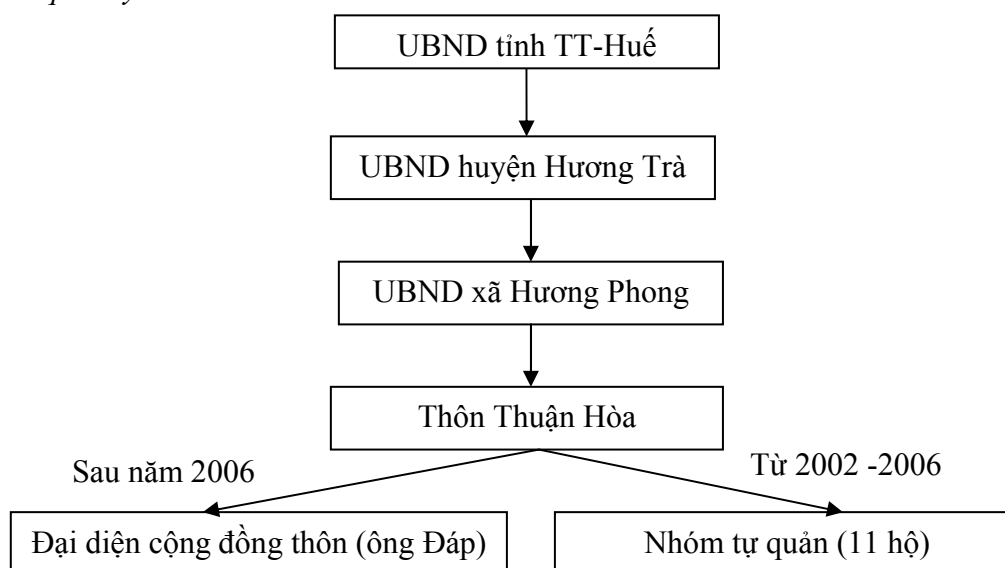 UBND tỉnh TT-Huế
UBND huyện Hương Trà
UBND xã Hương Phong
Thôn Thuận Hòa
Sau năm 2006
Từ 2002 -2006
Đại diện cộng đồng thôn (ông Đáp)
Nhóm tự quản (11 hộ)